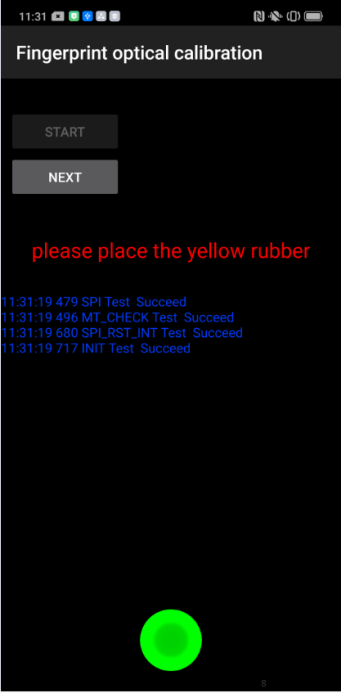 11:31
Fingerprint optical calibration
START
NEXT
please place the yellow rubber
11:31:19 479 SPI Test  Succeed
11:31:19 496 MT_CHECK Test  Succeed
11:31:19 680 SPI_RST_INT Test  Succeed
11:31:19 717 INIT Test  Succeed
8